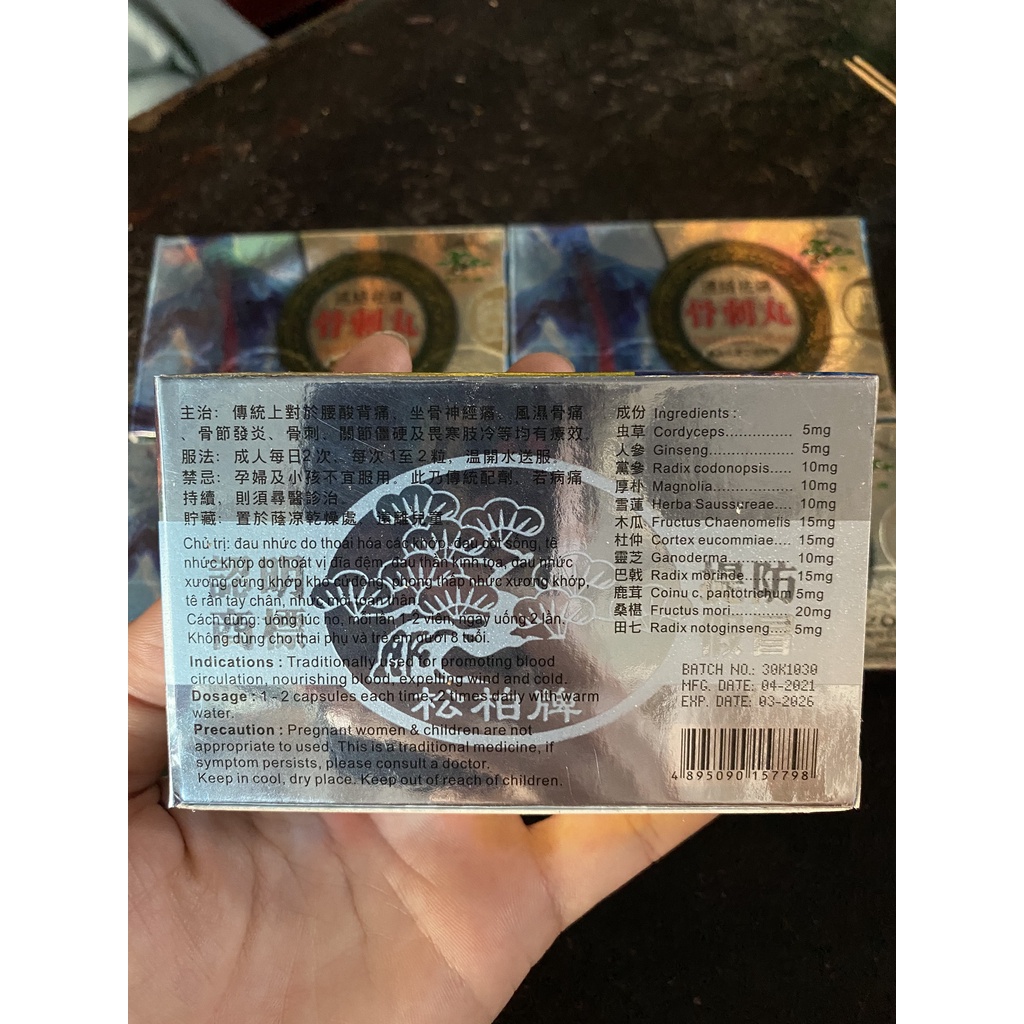 骨刺丸
骨刺丸
主治: 傳統上對於腰酸背痛、坐骨神經痛、風濕骨痛
、骨節發炎、骨刺、關節僵硬及畏寒肢冷等均有療效。
服法: 成人每日2次、每次1至2粒，温開水送服。
禁忌: 孕婦及小孩不宜服用。此乃傳統配劑，若病痛
持續，則須尋醫診治。
貯藏: 置於蔭凉乾燥處，遠離兒童
Chủ trị: đau nhức do thoái hóa các khớp, đau cột sống, tê
nhức khớp do thoát vị đĩa đệm, đau thần kinh tọa, đau nhức
xương cứng khớp khó cử động, phong thấp nhức xương khớp,
tê rần tay chân, nhức mỏi toàn thân.
Cách dùng: uống lúc no, mỗi lần 1-2 viên, ngày uống 2 lần.
Không dùng cho thai phụ và trẻ em dưới 8 tuổi.
Indications : Traditionally used for promoting blood
circulation, nourishing blood, expelling wind and cold.
Dosage : 1 - 2 capsules each time, 2 times daily with warm
water.
Precaution : Pregnant women & children are not
appropriate to used. This is a traditional medicine, if
symptom persists, please consult a doctor.
Keep in cool, dry place. Keep out of reach of children.
認明
商標
松柏牌
提防
假冒
成份 Ingredients :
虫草 Cordyceps............... 5mg
人參 Ginseng.................. 5mg
黨參 Radix codonopsis..... 10mg
厚朴 Magnolia................ 10mg
雪蓮 Herba Saussureae.... 10mg
木瓜 Fructus Chaenomelis 15mg
杜仲 Cortex eucommiae... 15mg
靈芝 Ganoderma............. 10mg
巴戟 Radix morinde......... 15mg
鹿茸 Coinu c, pantotrichun 5mg
桑椹 Fructus mori............ 20mg
田七 Radix notoginseng.... 5mg
BATCH NO.: 30K1030
MFG. DATE: 04-2021
EXP. DATE: 03-2026
4 895090 157798